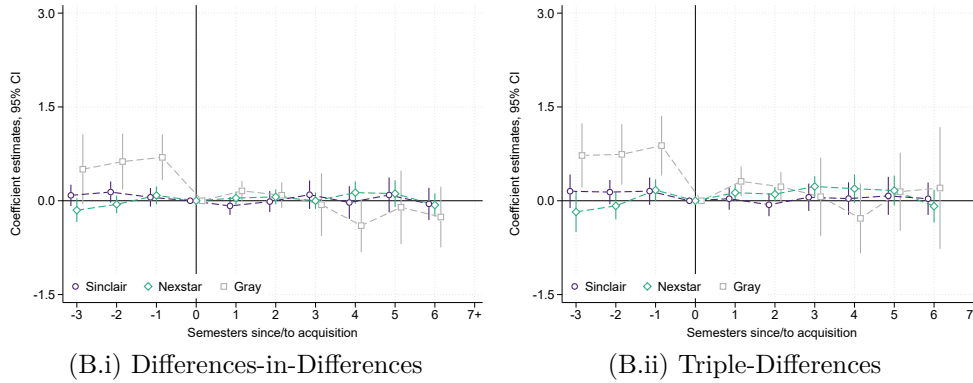 3.0
1.5
0.0
-1.5
Coefficient estimates, 95% CI
Sinclair Nexstar Gray
-3 -2 -1 0 1 2 3 4 5 6 7+
Semesters since/to acquisition
(B.i) Differences-in-Differences
3.0
1.5
0.0
-1.5
Coefficient estimates, 95% CI
Sinclair Nexstar Gray
-3 -2 -1 0 1 2 3 4 5 6 7
Semesters since/to acquisition
(B.ii) Triple-Differences